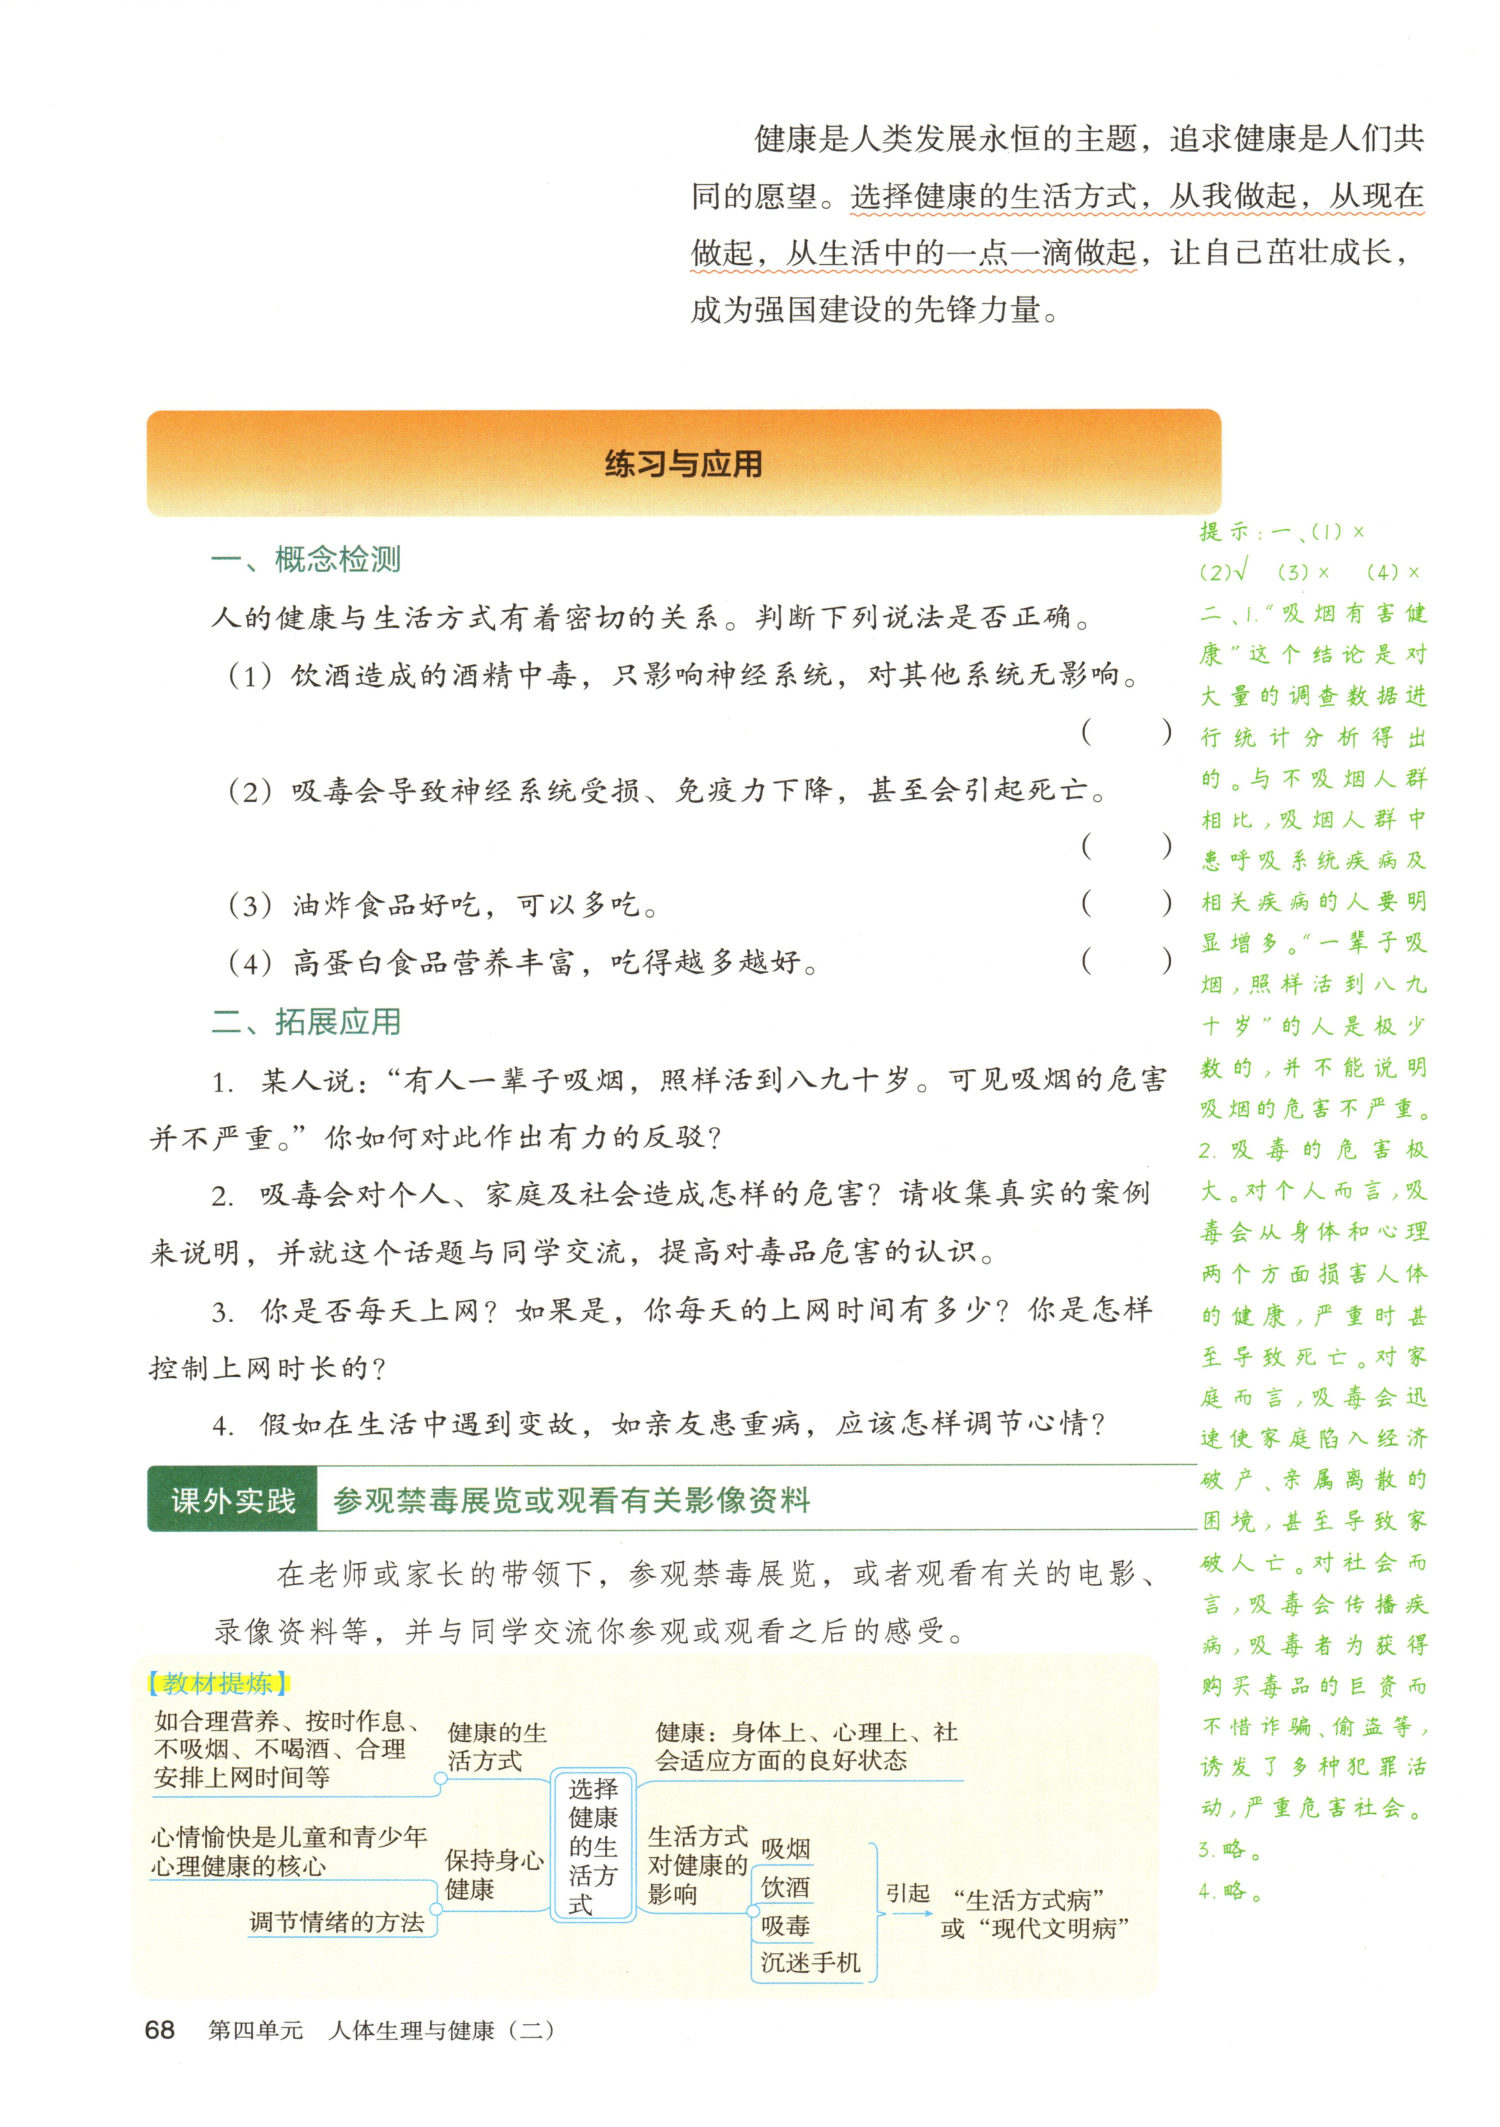 健康是人类发展永恒的主题，追求健康是人们共
同的愿望。选择健康的生活方式，从我做起，从现在
做起，从生活中的一点一滴做起，让自己茁壮成长，
成为强国建设的先锋力量。
练习与应用
一、概念检测
人的健康与生活方式有着密切的关系。判断下列说法是否正确。
（1）饮酒造成的酒精中毒，只影响神经系统，对其他系统无影响。
（　　）
（2）吸毒会导致神经系统受损、免疫力下降，甚至会引起死亡。
（　　）
（3）油炸食品好吃，可以多吃。（　　）
（4）高蛋白食品营养丰富，吃得越多越好。（　　）
二、拓展应用
1. 某人说：“有人一辈子吸烟，照样活到八九十岁。可见吸烟的危害
并不严重。”你如何对此作出有力的反驳？
2. 吸毒会对个人、家庭及社会造成怎样的危害？请收集真实的案例
来说明，并就这个话题与同学交流，提高对毒品危害的认识。
3. 你是否每天上网？如果是，你每天的上网时间有多少？你是怎样
控制上网时长的？
4. 假如在生活中遇到变故，如亲友患重病，应该怎样调节心情？
提示：一、(1)×
(2)√ (3)× (4)×
二、1.“吸烟有害健
康”这个结论是对
大量的调查数据进
行统计分析得出
的。与不吸烟人群
相比，吸烟人群中
患呼吸系统疾病及
相关疾病的人要明
显增多。“一辈子吸
烟，照样活到八九
十岁”的人是极少
数的，并不能说明
吸烟的危害不严重。
2.吸毒的危害极
大。对个人而言，吸
毒会从身体和心理
两个方面损害人体
的健康，严重时甚
至导致死亡。对家
庭而言，吸毒会迅
速使家庭陷入经济
破产、亲属离散的
困境，甚至导致家
破人亡。对社会而
言，吸毒会传播疾
病，吸毒者为获得
购买毒品的巨资而
不惜诈骗、偷盗等，
诱发了多种犯罪活
动，严重危害社会。
3.略。
4.略。
课外实践 参观禁毒展览或观看有关影像资料
在老师或家长的带领下，参观禁毒展览，或者观看有关的电影、
录像资料等，并与同学交流你参观或观看之后的感受。
【教材提炼】
如合理营养、按时作息、
不吸烟、不喝酒、合理
安排上网时间等
健康的生
活方式
心情愉快是儿童和青少年
心理健康的核心
调节情绪的方法
保持身心
健康
选择
健康
的生
活方
式
健康：身体上、心理上、社
会适应方面的良好状态
生活方式
对健康的
影响
吸烟
饮酒
吸毒
沉迷手机
引起
“生活方式病”
或“现代文明病”
68 第四单元 人体生理与健康（二）